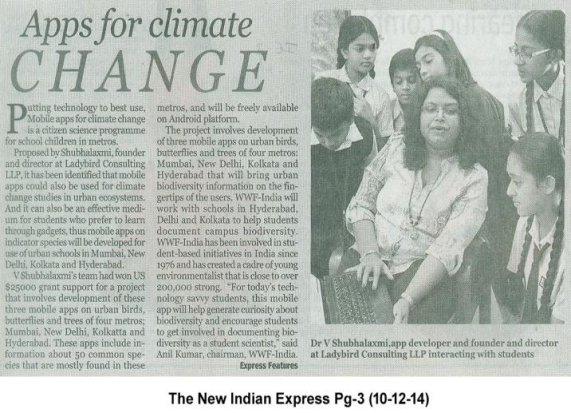 Apps for climate
CHANGE
Putting technology to best use,
Mobile apps for climate change
is a citizen science programme
for school children in metros.
Proposed by Shubhalaxmi, founder
and director at Ladybird Consulting
LLP, it has been identified that mobile
apps could also be used for climate
change studies in urban ecosystems.
And it can also be an effective medi-
um for students who prefer to learn
through gadgets, thus mobile apps on
indicator species will be developed for
use of urban schools in Mumbai, New
Delhi, Kolkata and Hyderabad.
V Shubhalaxmi's team had won US
$25000 grant support for a project
that involves development of these
three mobile apps on urban birds,
butterflies and trees of four metros;
Mumbai, New Delhi, Kolkatta and
Hyderabad. These apps include in-
formation about 50 common spe-
cies that are mostly found in these
metros, and will be freely available
on Android platform.
The project involves development
of three mobile apps on urban birds,
butterflies and trees of four metros:
Mumbai, New Delhi, Kolkata and
Hyderabad that will bring urban
biodiversity information on the fin-
gertips of the users. WWF-India will
work with schools in Hyderabad,
Delhi and Kolkata to help students
document campus biodiversity.
WWF-India has been involved in stu-
dent-based initiatives in India since
1976 and has created a cadre of young
environmentalist that is close to over
200,000 strong. "For today's tech-
nology savvy students, this mobile
app will help generate curiosity about
biodiversity and encourage students
to get involved in documenting bio-
diversity as a student scientist," said
Anil Kumar, chairman, WWF-India.
Express Features
Dr V Shubhalaxmi,app developer and founder and director
at Ladybird Consulting LLP interacting with students
The New Indian Express Pg-3 (10-12-14)